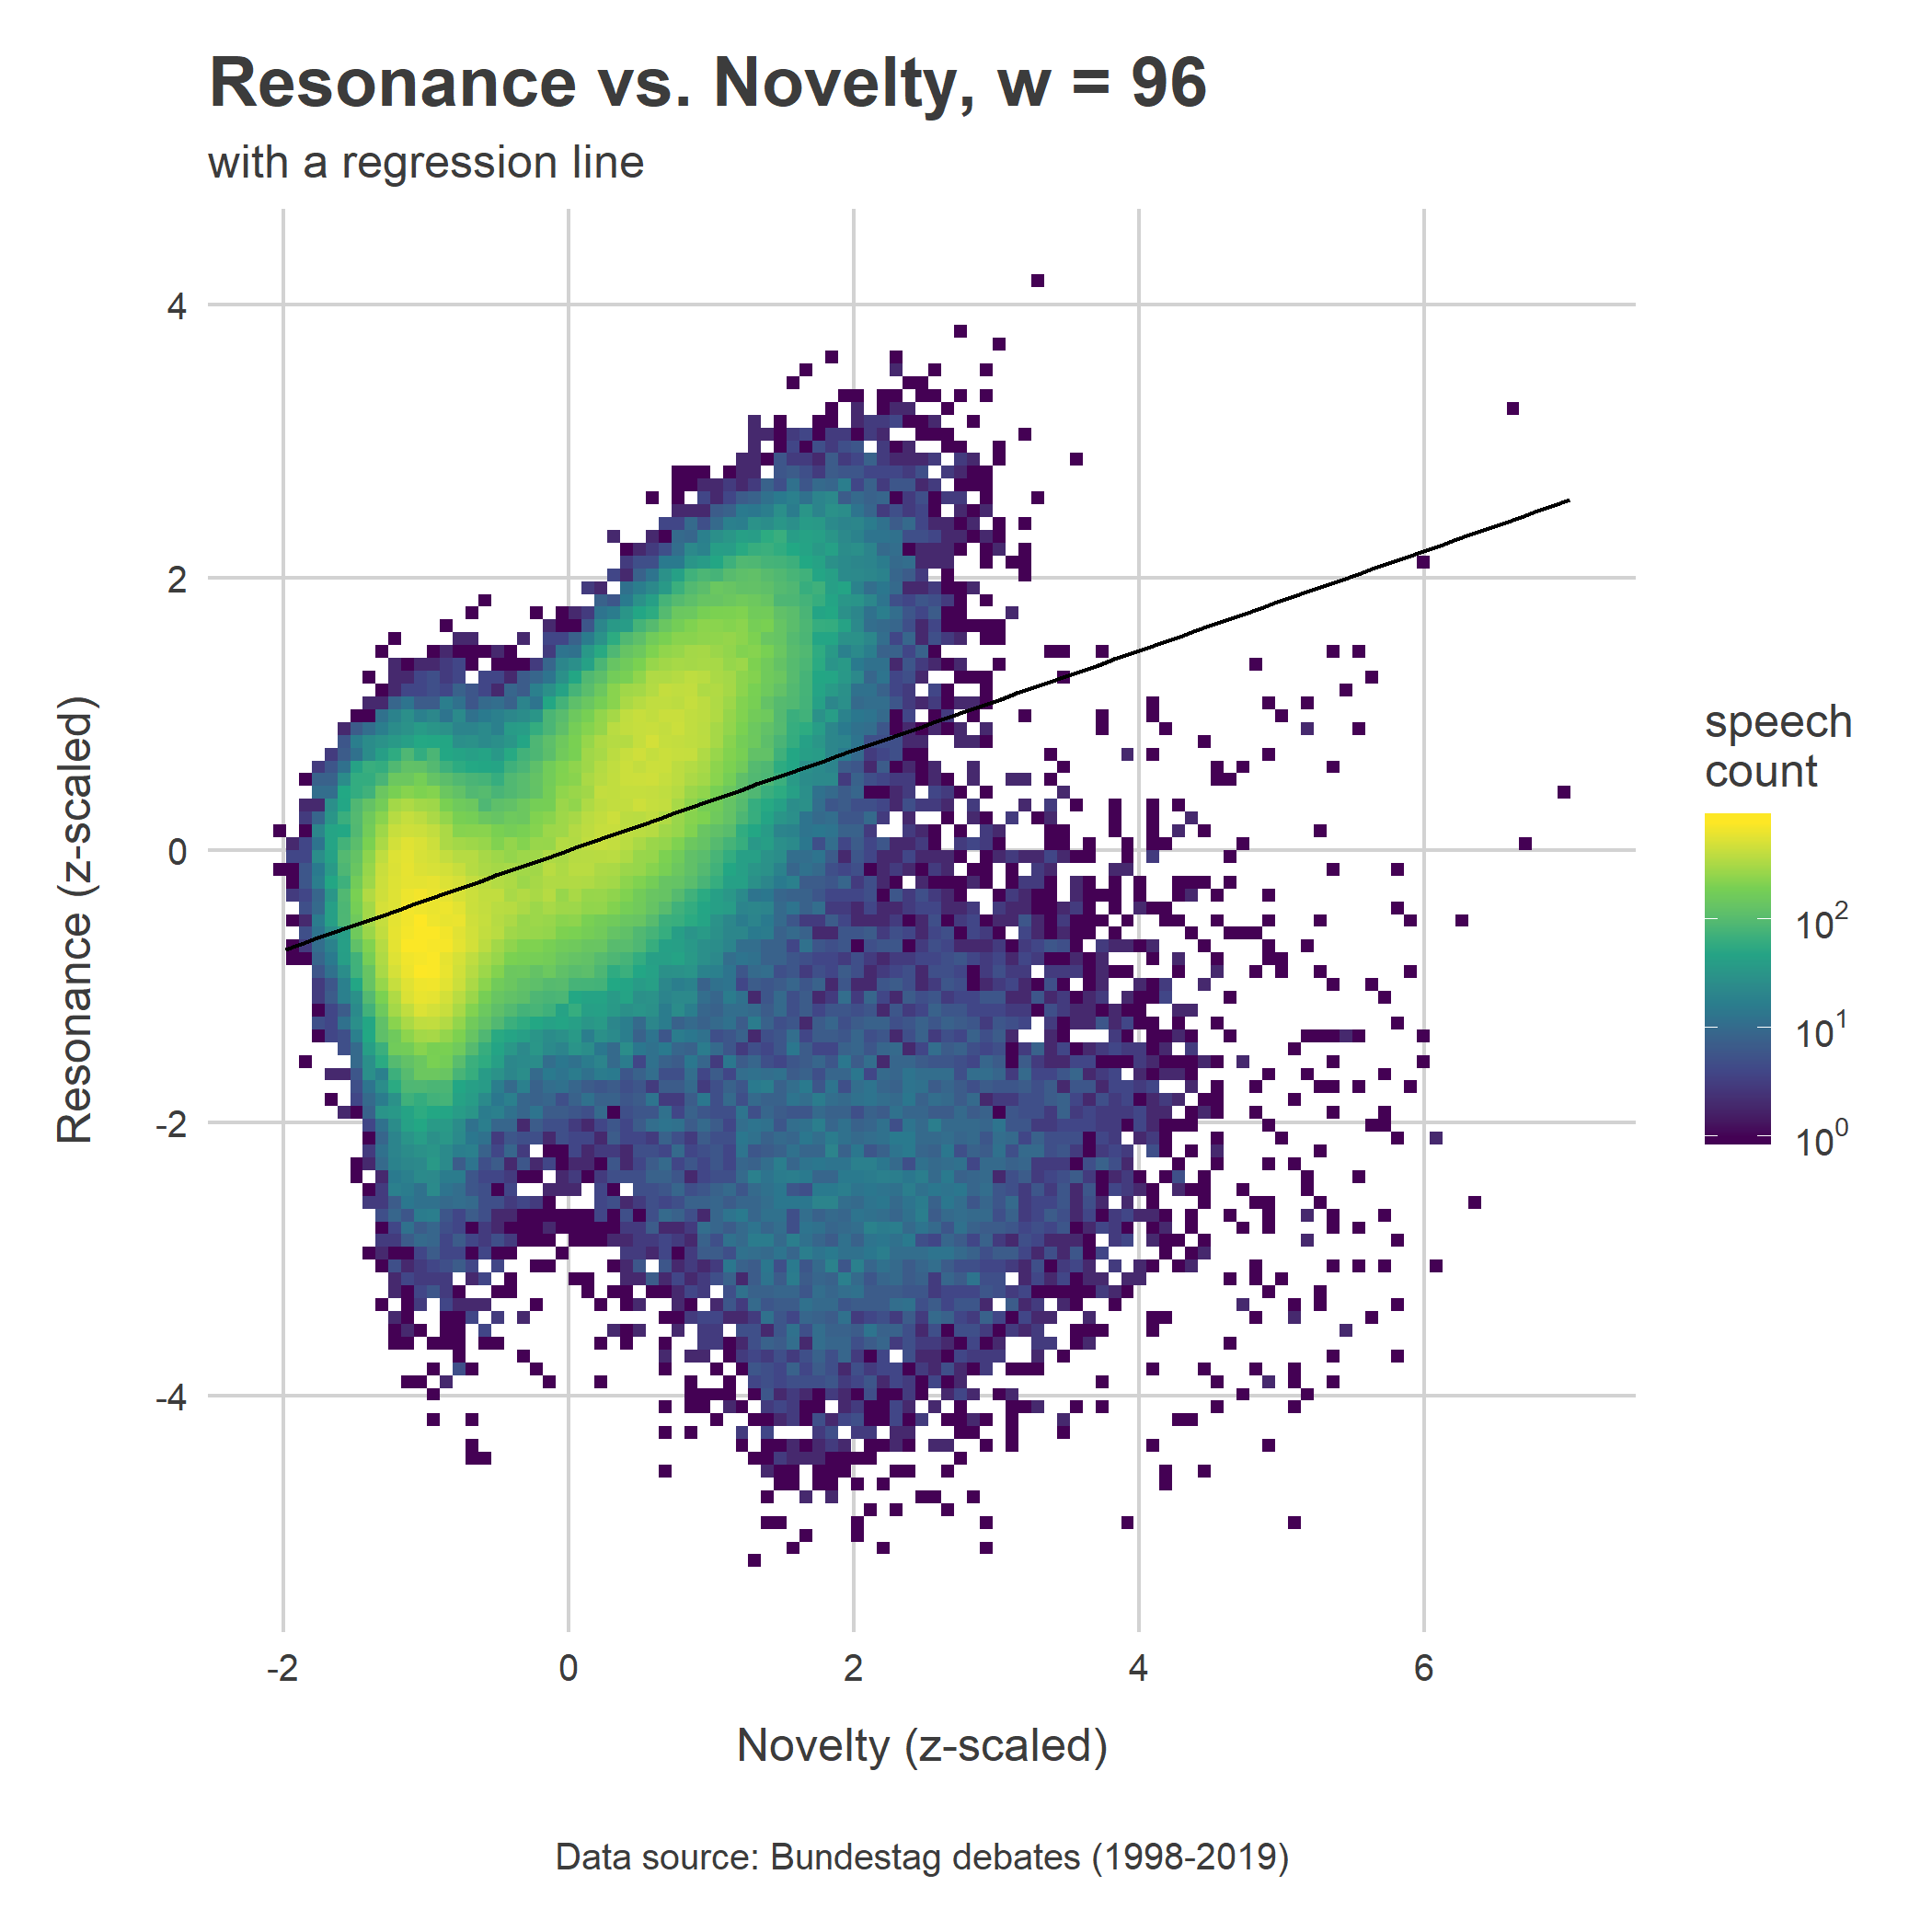 Resonance vs. Novelty, w = 96
with a regression line
4
2
0
-2
-4
Resonance (z-scaled)
-2 0 2 4 6
Novelty (z-scaled)
speech
count
10²
10¹
10⁰
Data source: Bundestag debates (1998-2019)